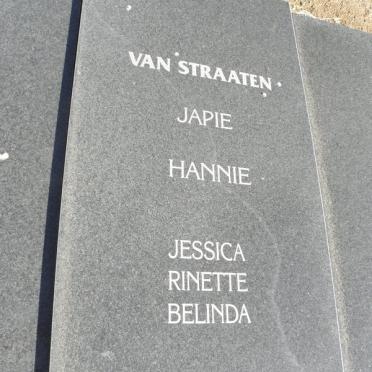 VAN STRAATEN
JAPIE
HANNIE
JESSICA
RINETTE
BELINDA